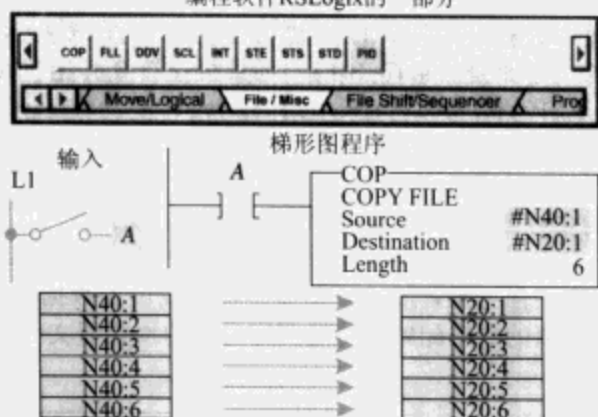 编程软件RSLogix的一部分
COP FLL DDV SCL INT STE STS STD PID
Move/Logical File / Misc File Shift/Sequencer Pro
梯形图程序
输入
L1
A
A
COP
COPY FILE
Source #N40:1
Destination #N20:1
Length 6
N40:1 N20:1
N40:2 N20:2
N40:3 N20:3
N40:4 N20:4
N40:5 N20:5
N40:6 N20:6